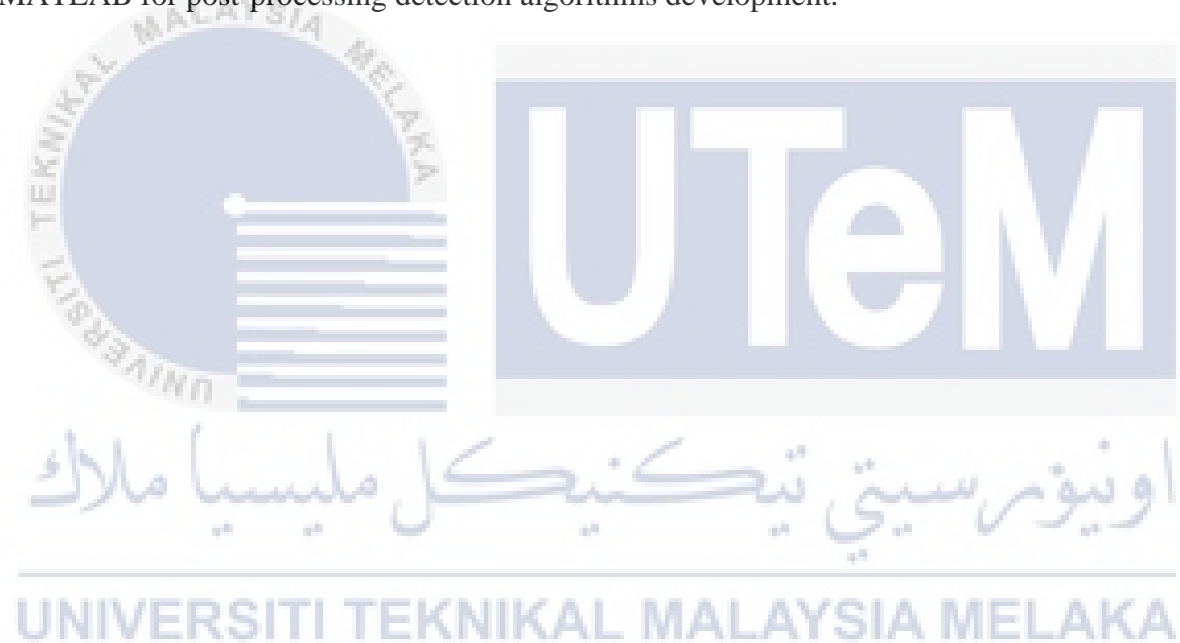 MATLAB for post-processing detection algorithms development.
UNIVERSITI TEKNIKAL MALAYSIA MELAKA
UTeM
اونيۏرسيتي تيكنيكل مليسيا ملاك
UNIVERSITI TEKNIKAL MALAYSIA MELAKA